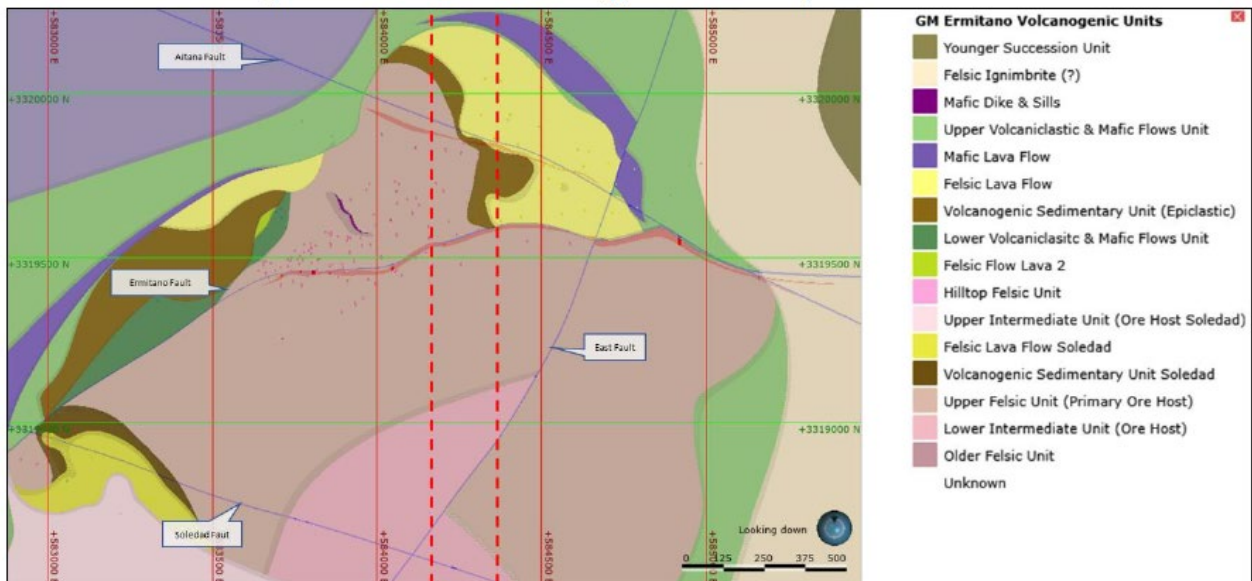 +583000 E
+583500 E
+584000 E
+584500 E
+585000 E
Aitana Fault
+3320000 N
+3320000 N
+3319500 N
+3319500 N
Ermitano Fault
East Fault
+3319000 N
Soledad Faut
Looking down
0 125 250 375 500
+583000 E
+583500 E
+584000 E
+584500 E
GM Ermitano Volcanogenic Units
Younger Succession Unit
Felsic Ignimbrite (?)
Mafic Dike & Sills
Upper Volcaniclastic & Mafic Flows Unit
Mafic Lava Flow
Felsic Lava Flow
Volcanogenic Sedimentary Unit (Epiclastic)
Lower Volcaniclasitc & Mafic Flows Unit
Felsic Flow Lava 2
Hilltop Felsic Unit
Upper Intermediate Unit (Ore Host Soledad)
Felsic Lava Flow Soledad
Volcanogenic Sedimentary Unit Soledad
Upper Felsic Unit (Primary Ore Host)
Lower Intermediate Unit (Ore Host)
Older Felsic Unit
Unknown